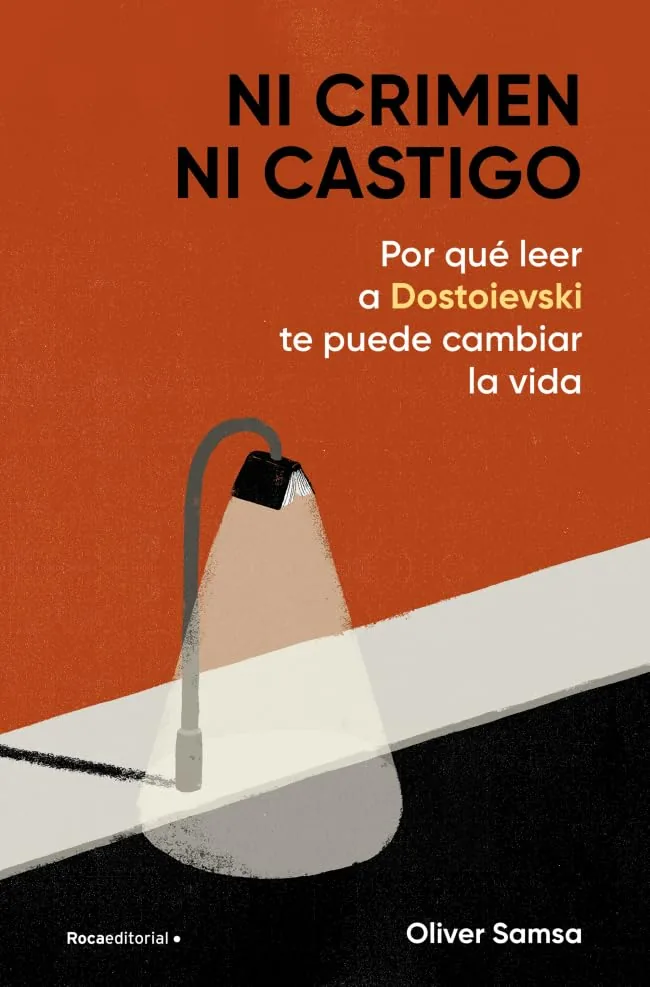 NI CRIMEN
NI CASTIGO
Por qué leer
a Dostoievski
te puede cambiar
la vida
Rocaeditorial
Oliver Samsa